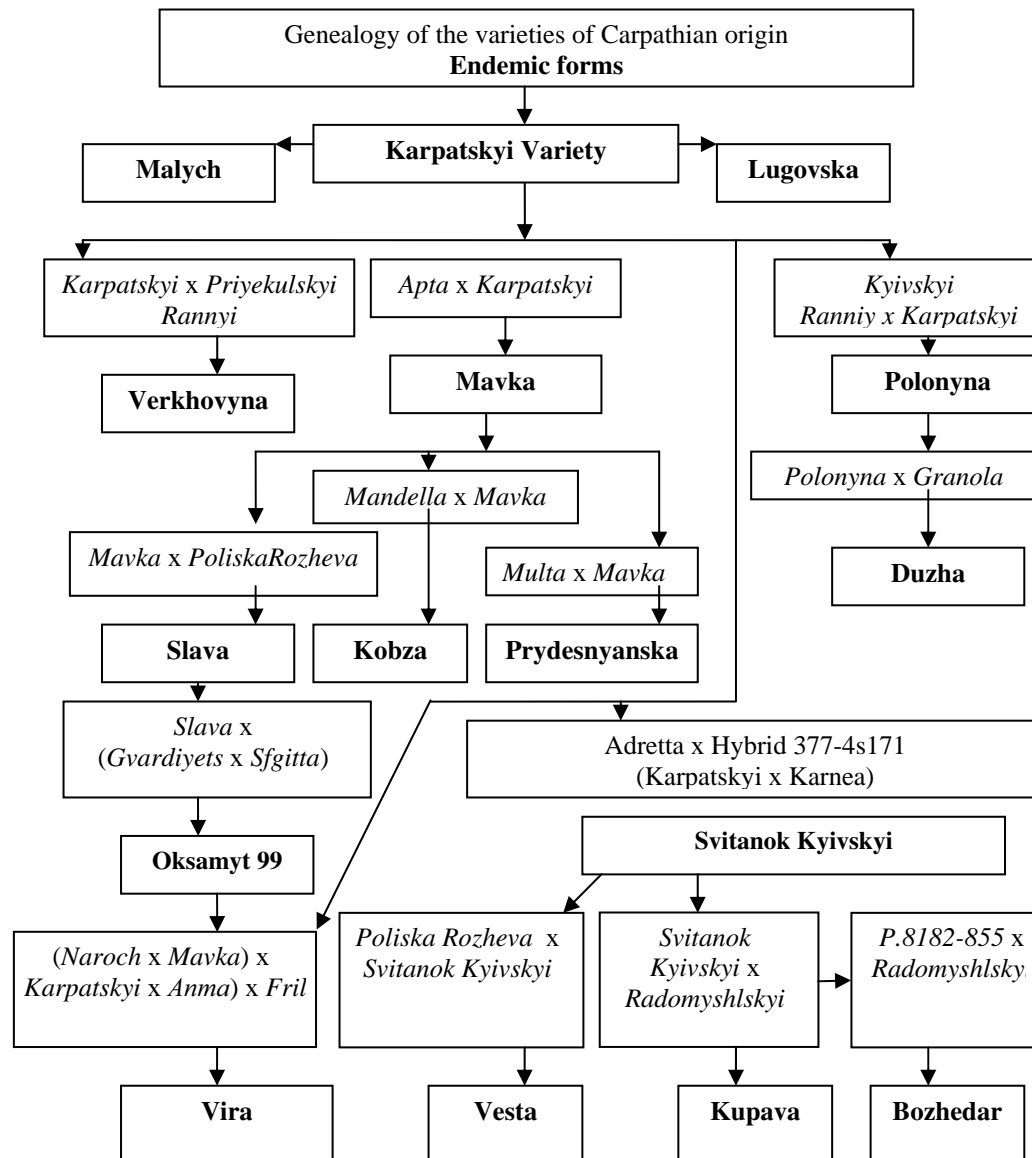 Genealogy of the varieties of Carpathian origin
Endemic forms
Karpatskyi Variety
Malych
Lugovska
Karpatskyi x Priyekulskyi
Rannyi
Apta x Karpatskyi
Kyivskyi
Ranniy x Karpatskyi
Verkhovyna
Mavka
Polonyna
Mandella x Mavka
Polonyna x Granola
Mavka x PoliskaRozheva
Multa x Mavka
Duzha
Slava
Kobza
Prydesnyanska
Slava x
(Gvardiyets x Sfgitta)
Adretta x Hybrid 377-4s171
(Karpatskyi x Karnea)
Oksamyt 99
Svitanok Kyivskyi
(Naroch x Mavka) x
Karpatskyi x Anma) x Fril
Poliska Rozheva x
Svitanok Kyivskyi
Svitanok
Kyivskyi x
Radomyshlskyi
P.8182-855 x
Vira
Vesta
Kupava
Bozhedar